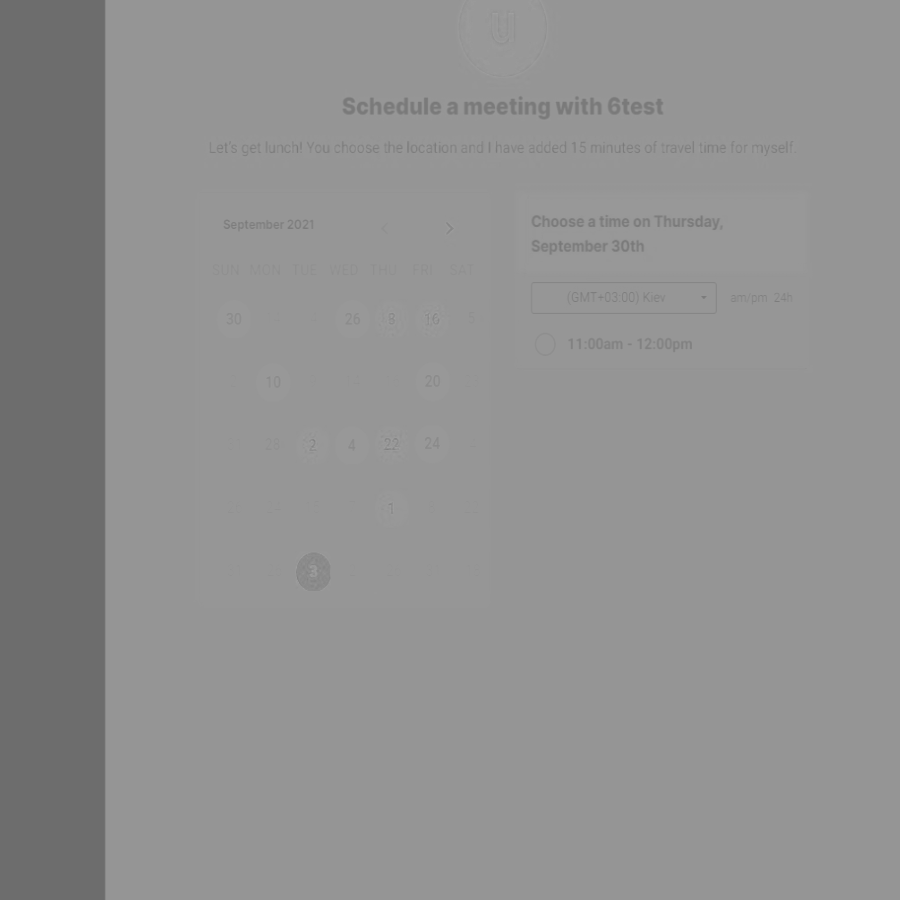 Schedule a meeting with 6test
Let's get lunch! You choose the location and I have added 15 minutes of travel time for myself.
September 2021
SUN MON TUE WED THU FRI SAT
30 26 16 5
10 20
28 2 4 22 24
1
3
Choose a time on Thursday,
September 30th
(GMT+03:00) Kiev am/pm 24h
11:00am - 12:00pm